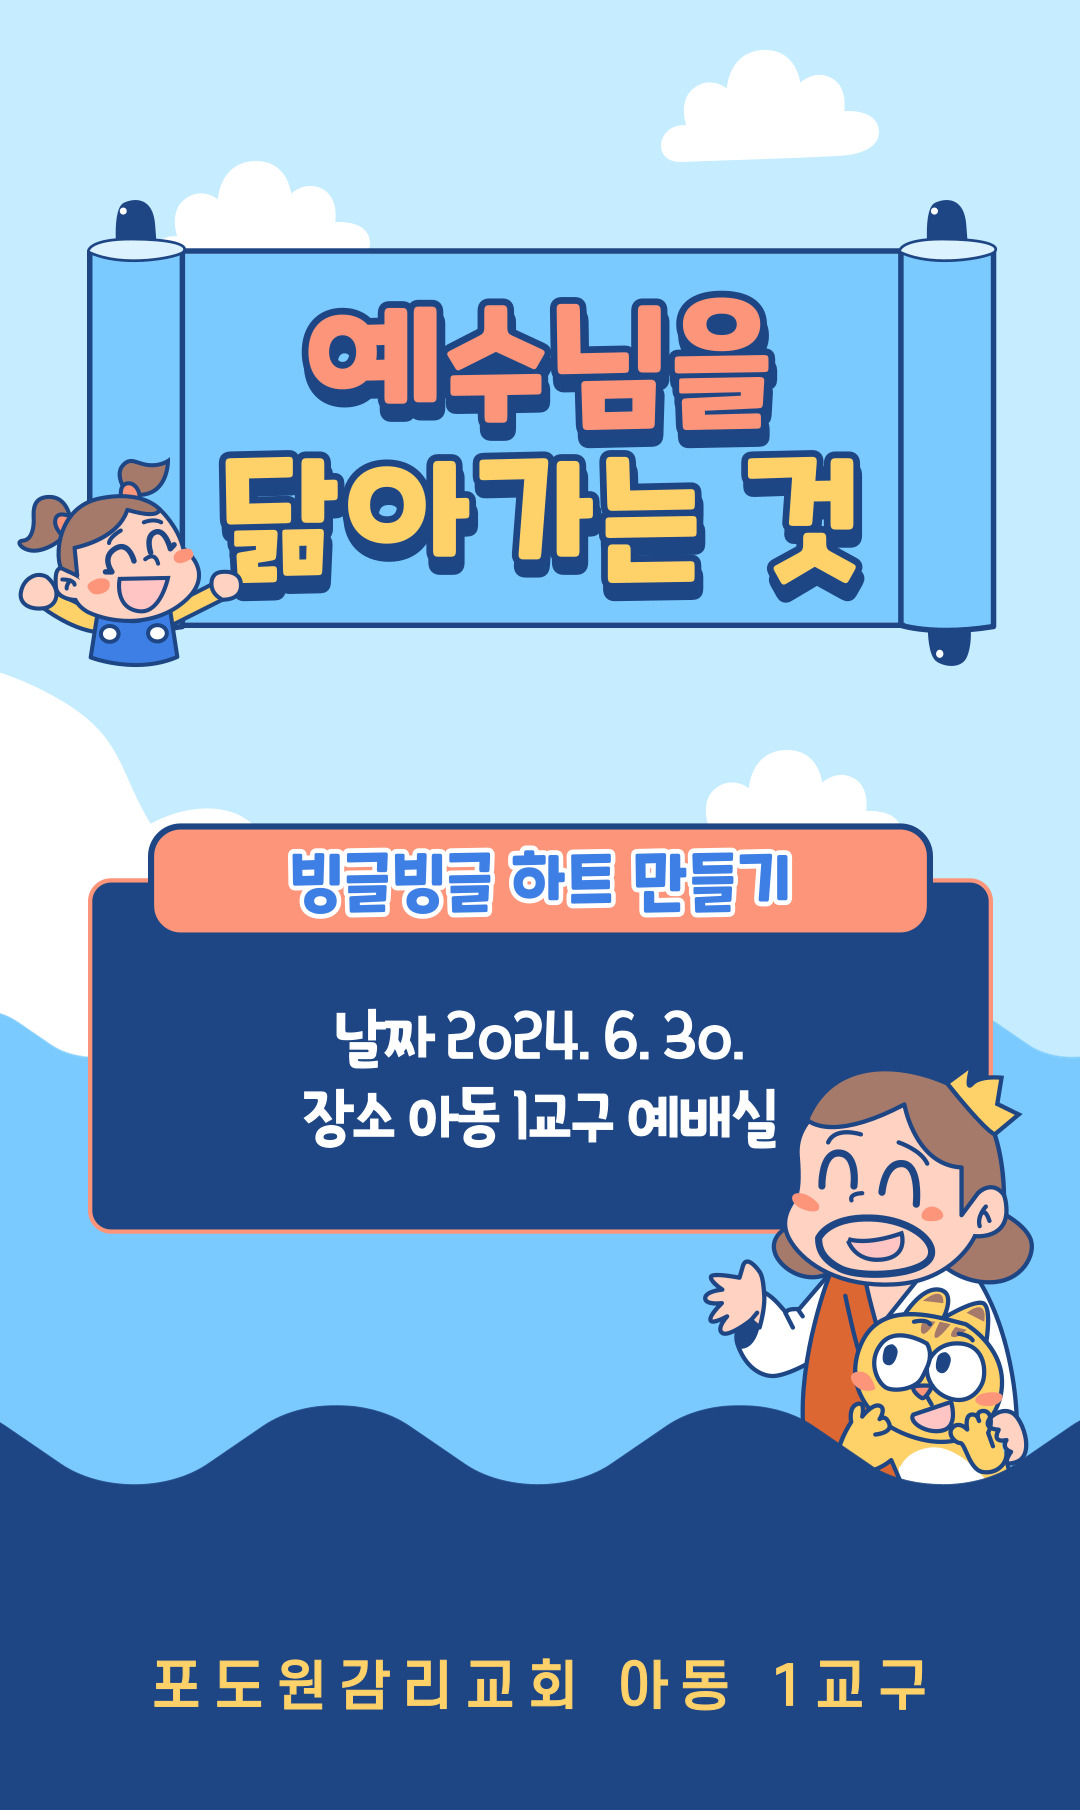 예수님을
닮아가는 것
빙글빙글 하트 만들기
날짜 2024. 6. 30.
장소 아동 1교구 예배실
포도원감리교회 아동 1교구